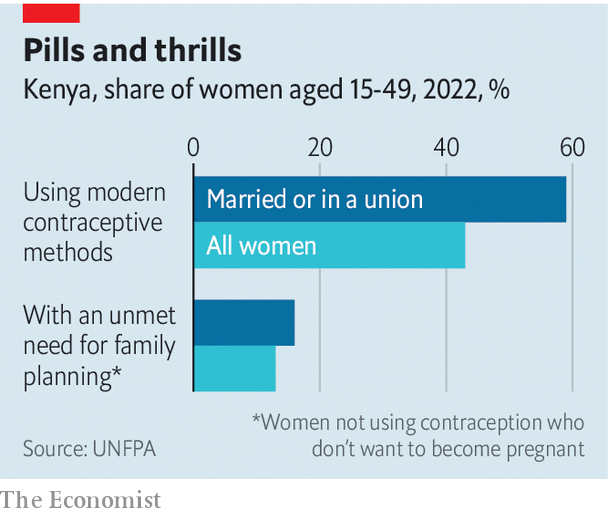 Pills and thrills
Kenya, share of women aged 15-49, 2022, %
0 20 40 60
Using modern
contraceptive
methods
Married or in a union
All women
With an unmet
need for family
planning*
*Women not using contraception who
don’t want to become pregnant
Source: UNFPA
The Economist